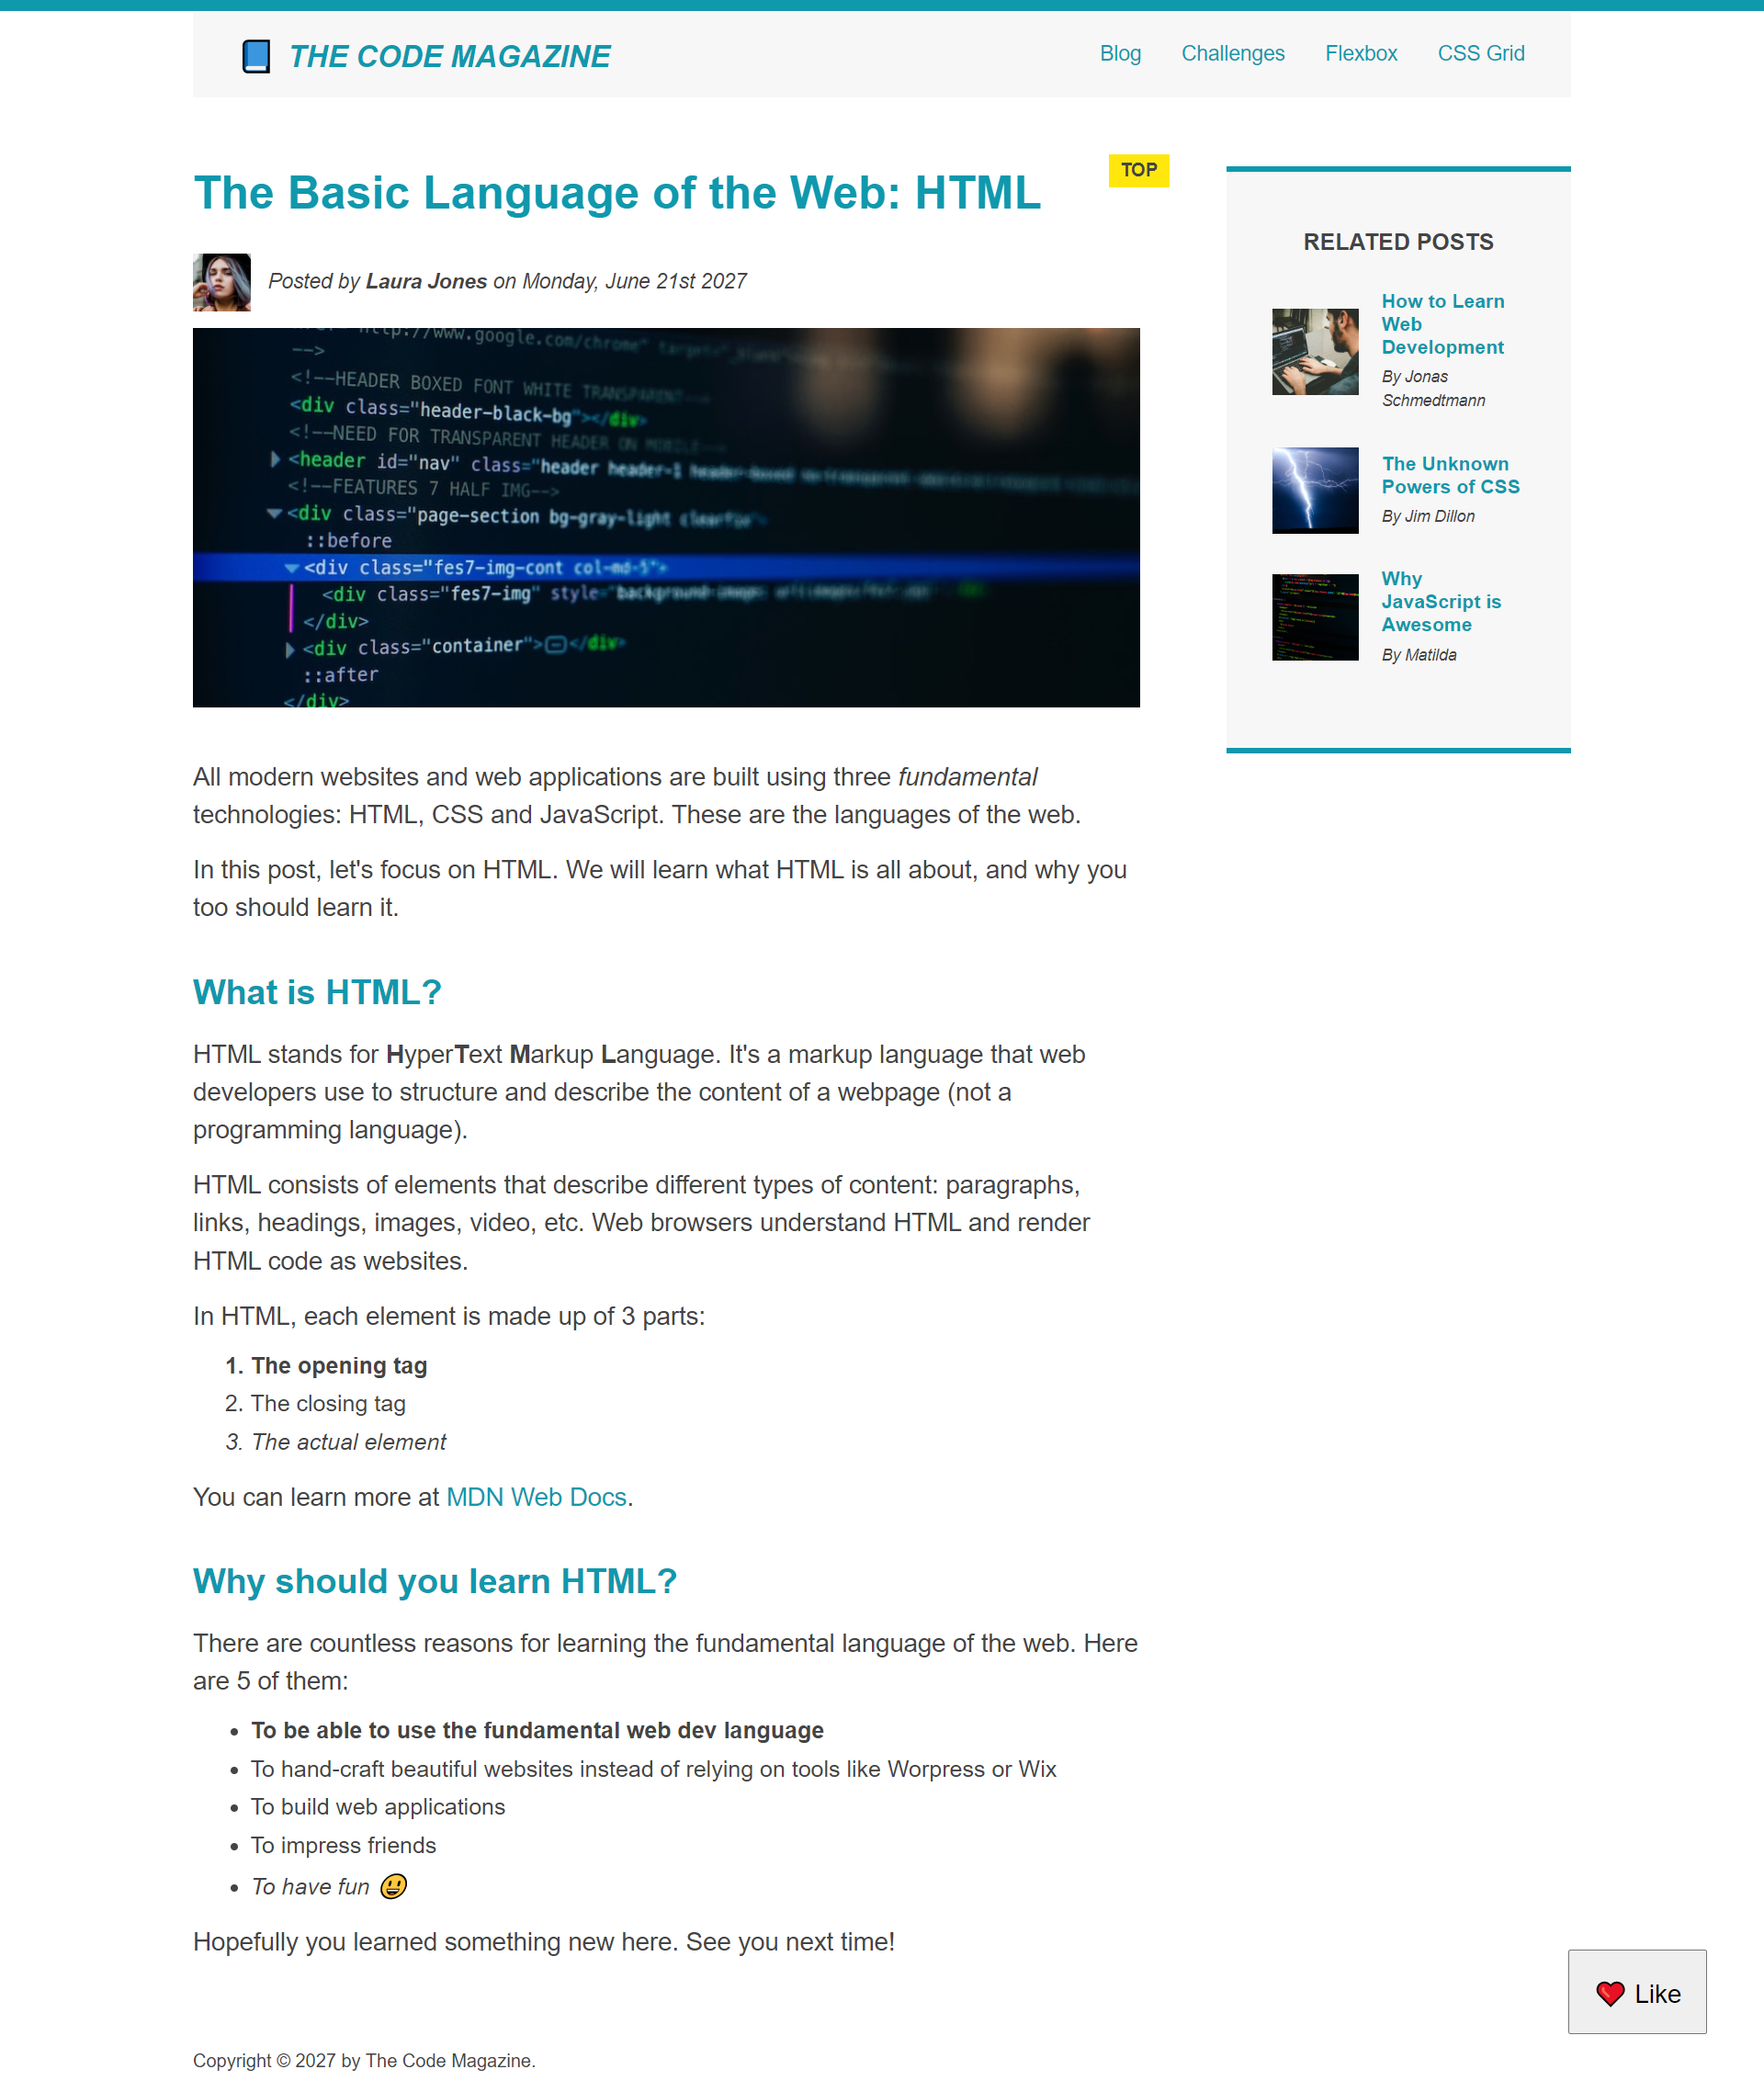 📘 THE CODE MAGAZINE
Blog Challenges Flexbox CSS Grid
The Basic Language of the Web: HTML
TOP
Posted by Laura Jones on Monday, June 21st 2027
http://www.google.com/chrome"
-->
<!--HEADER BOXED FONT WHITE TRANSPARENT-->
<div class="header-black-bg"></div>
<!--NEED FOR TRANSPARENT HEADER ON MOBILE-->
<header id="nav" class="header header-1
<!--FEATURES 7 HALF IMG-->
<div class="page-section bg-gray-light clearfix">
::before
<div class="fes7-img-cont col-md-5">
<div class="fes7-img" style=
</div>
<div class="container"></div>
::after
</div>
All modern websites and web applications are built using three fundamental
technologies: HTML, CSS and JavaScript. These are the languages of the web.
In this post, let's focus on HTML. We will learn what HTML is all about, and why you
too should learn it.
What is HTML?
HTML stands for HyperText Markup Language. It's a markup language that web
developers use to structure and describe the content of a webpage (not a
programming language).
HTML consists of elements that describe different types of content: paragraphs,
links, headings, images, video, etc. Web browsers understand HTML and render
HTML code as websites.
In HTML, each element is made up of 3 parts:
1. The opening tag
2. The closing tag
3. The actual element
You can learn more at MDN Web Docs.
Why should you learn HTML?
There are countless reasons for learning the fundamental language of the web. Here
are 5 of them:
• To be able to use the fundamental web dev language
• To hand-craft beautiful websites instead of relying on tools like Worpress or Wix
• To build web applications
• To impress friends
• To have fun 😃
Hopefully you learned something new here. See you next time!
RELATED POSTS
How to Learn
Web
Development
By Jonas
Schmedtmann
The Unknown
Powers of CSS
By Jim Dillon
Why
JavaScript is
Awesome
By Matilda
❤️ Like
Copyright © 2027 by The Code Magazine.